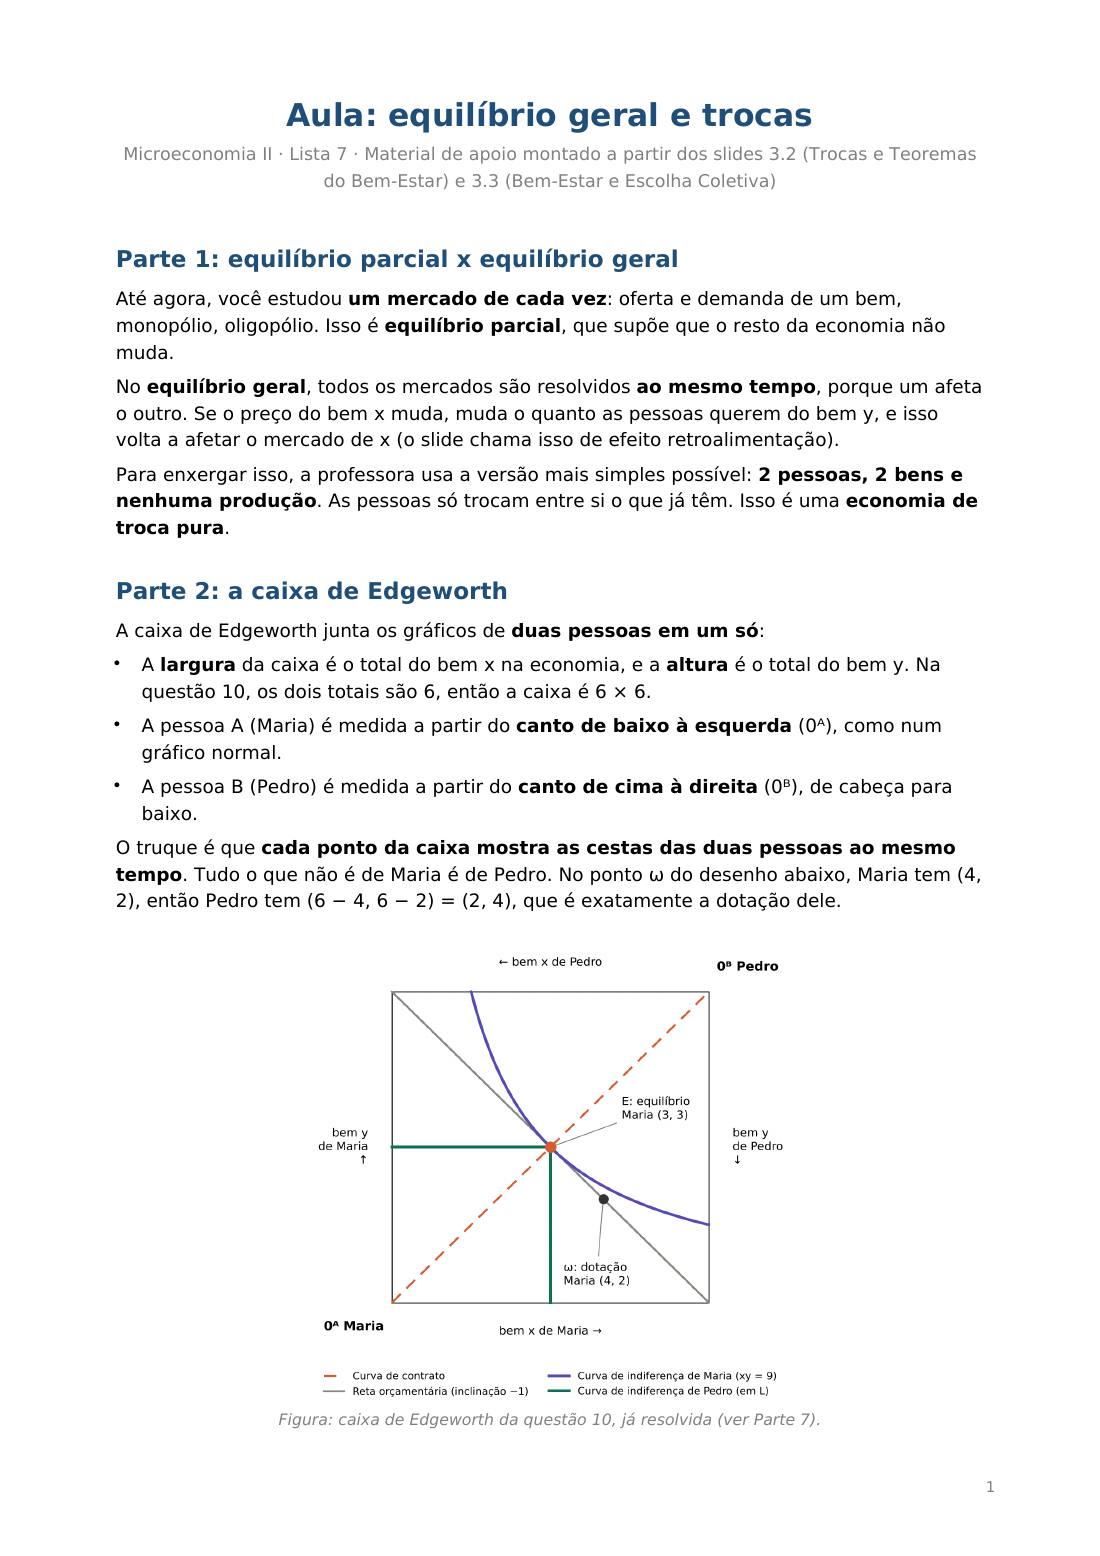 Aula: equilíbrio geral e trocas
Microeconomia II · Lista 7 · Material de apoio montado a partir dos slides 3.2 (Trocas e Teoremas
do Bem-Estar) e 3.3 (Bem-Estar e Escolha Coletiva)
Parte 1: equilíbrio parcial x equilíbrio geral
Até agora, você estudou um mercado de cada vez: oferta e demanda de um bem,
monopólio, oligopólio. Isso é equilíbrio parcial, que supõe que o resto da economia não
muda.
No equilíbrio geral, todos os mercados são resolvidos ao mesmo tempo, porque um afeta
o outro. Se o preço do bem x muda, muda o quanto as pessoas querem do bem y, e isso
volta a afetar o mercado de x (o slide chama isso de efeito retroalimentação).
Para enxergar isso, a professora usa a versão mais simples possível: 2 pessoas, 2 bens e
nenhuma produção. As pessoas só trocam entre si o que já têm. Isso é uma economia de
troca pura.
Parte 2: a caixa de Edgeworth
A caixa de Edgeworth junta os gráficos de duas pessoas em um só:
• A largura da caixa é o total do bem x na economia, e a altura é o total do bem y. Na
questão 10, os dois totais são 6, então a caixa é 6 × 6.
• A pessoa A (Maria) é medida a partir do canto de baixo à esquerda (0ᴬ), como num
gráfico normal.
• A pessoa B (Pedro) é medida a partir do canto de cima à direita (0ᴮ), de cabeça para
baixo.
O truque é que cada ponto da caixa mostra as cestas das duas pessoas ao mesmo
tempo. Tudo o que não é de Maria é de Pedro. No ponto ω do desenho abaixo, Maria tem (4,
2), então Pedro tem (6 − 4, 6 − 2) = (2, 4), que é exatamente a dotação dele.
← bem x de Pedro
0ᴮ Pedro
E: equilíbrio
Maria (3, 3)
bem y
de Maria
↑
bem y
de Pedro
↓
ω: dotação
Maria (4, 2)
0ᴬ Maria
bem x de Maria →
Curva de contrato
Curva de indiferença de Maria (xy = 9)
Reta orçamentária (inclinação −1)
Curva de indiferença de Pedro (em L)
Figura: caixa de Edgeworth da questão 10, já resolvida (ver Parte 7).
1